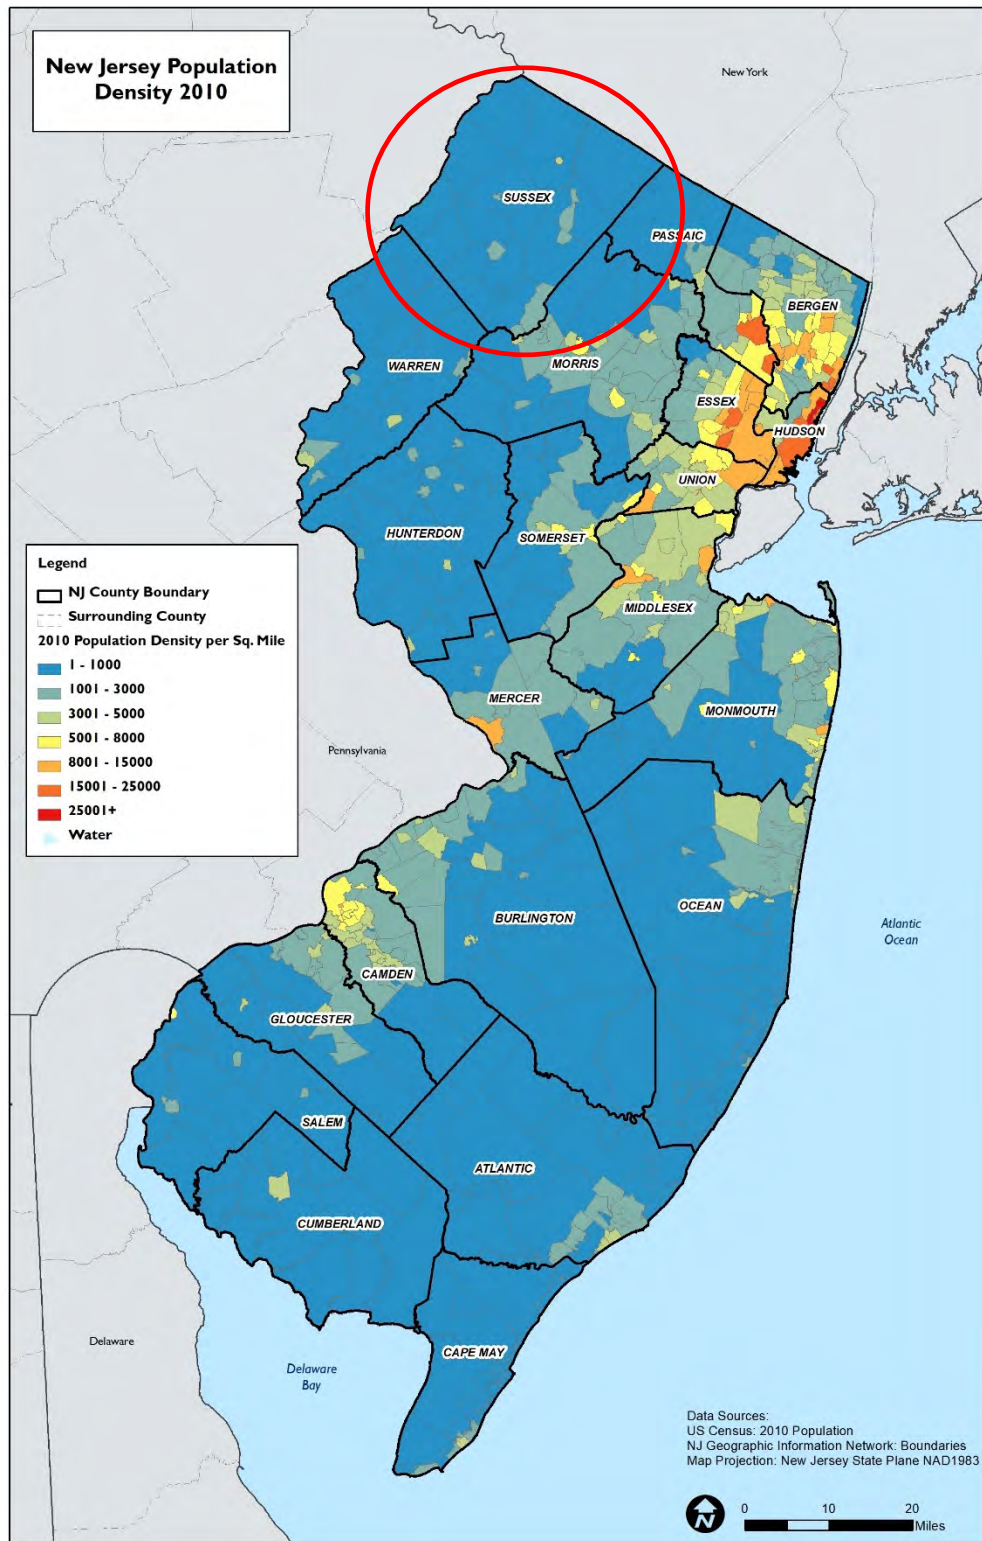 New Jersey Population
Density 2010
New York
SUSSEX
PASSAIC
BERGEN
WARREN
MORRIS
ESSEX
HUDSON
UNION
HUNTERDON
SOMERSET
Legend
NJ County Boundary
Surrounding County
2010 Population Density per Sq. Mile
1 - 1000
1001 - 3000
3001 - 5000
5001 - 8000
8001 - 15000
15001 - 25000
25001+
Water
MIDDLESEX
MERCER
MONMOUTH
Pennsylvania
OCEAN
BURLINGTON
Atlantic
Ocean
CAMDEN
GLOUCESTER
SALEM
ATLANTIC
CUMBERLAND
Delaware
CAPE MAY
Delaware
Bay
Data Sources:
US Census: 2010 Population
NJ Geographic Information Network: Boundaries
Map Projection: New Jersey State Plane NAD1983
N
0 10 20
Miles